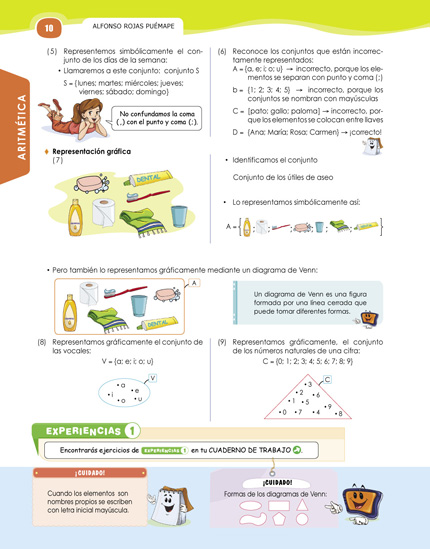 10
ALFONSO ROJAS PUÉMAPE
ARITMÉTICA
(5) Representemos simbólicamente el con-
junto de los días de la semana:
• Llamaremos a este conjunto: conjunto S
S = {lunes; martes; miércoles; jueves;
viernes; sábado; domingo}
No confundamos la coma
(,) con el punto y coma (;).
Representación gráfica
(7)
DENTAL
(6) Reconoce los conjuntos que están incorrec-
tamente representados:
A = (a; e; i; o; u) → incorrecto, porque los ele-
mentos se separan con punto y coma (;)
b = {1; 2; 3; 4; 5} → incorrecto, porque los
conjuntos se nombran con mayúsculas
C = [pato; gallo; paloma] → incorrecto, por-
que los elementos se colocan entre llaves
D = {Ana; María; Rosa; Carmen} → ¡correcto!
• Identificamos el conjunto
Conjunto de los útiles de aseo
• Lo representamos simbólicamente así:
A = { ; ; ; ; ; ; }
• Pero también lo representamos gráficamente mediante un diagrama de Venn:
A
DENTAL
Un diagrama de Venn es una figura
formada por una línea cerrada que
puede tomar diferentes formas.
(8) Representamos gráficamente el conjunto de
las vocales:
V = {a; e; i; o; u}
V
• a
• e
• i
• o
• u
(9) Representamos gráficamente, el conjunto
de los números naturales de una cifra:
C = {0; 1; 2; 3; 4; 5; 6; 7; 8; 9}
C
• 3
• 2 • 6
• 1 • 5
• 9
• 0 • 7 • 4 • 8
EXPERIENCIAS 1
Encontrarás ejercicios de EXPERIENCIAS 1 en tu CUADERNO DE TRABAJO
¡CUIDADO!
Cuando los elementos son
nombres propios se escriben
con letra inicial mayúscula.
¡CUIDADO!
Formas de los diagramas de Venn: